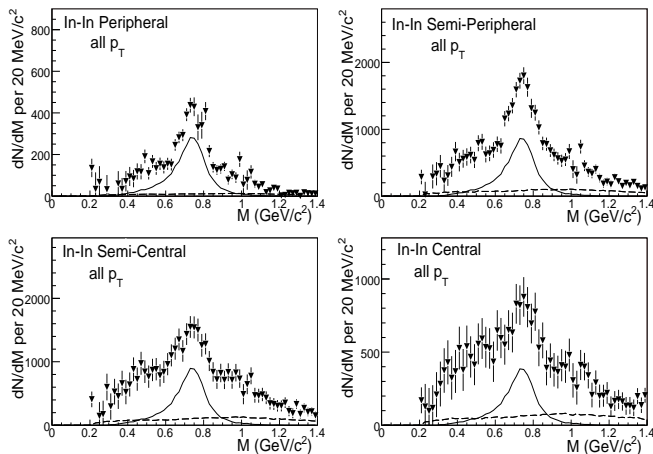 In-In Peripheral
all pT
dN/dM per 20 MeV/c2
800
600
400
200
0
0 0.2 0.4 0.6 0.8 1 1.2 1.4
M (GeV/c2)
In-In Semi-Peripheral
all pT
dN/dM per 20 MeV/c2
2000
1000
0
0 0.2 0.4 0.6 0.8 1 1.2 1.4
M (GeV/c2)
In-In Semi-Central
all pT
dN/dM per 20 MeV/c2
2000
1000
0
0 0.2 0.4 0.6 0.8 1 1.2 1.4
M (GeV/c2)
In-In Central
all pT
dN/dM per 20 MeV/c2
1000
500
0
0 0.2 0.4 0.6 0.8 1 1.2 1.4
M (GeV/c2)